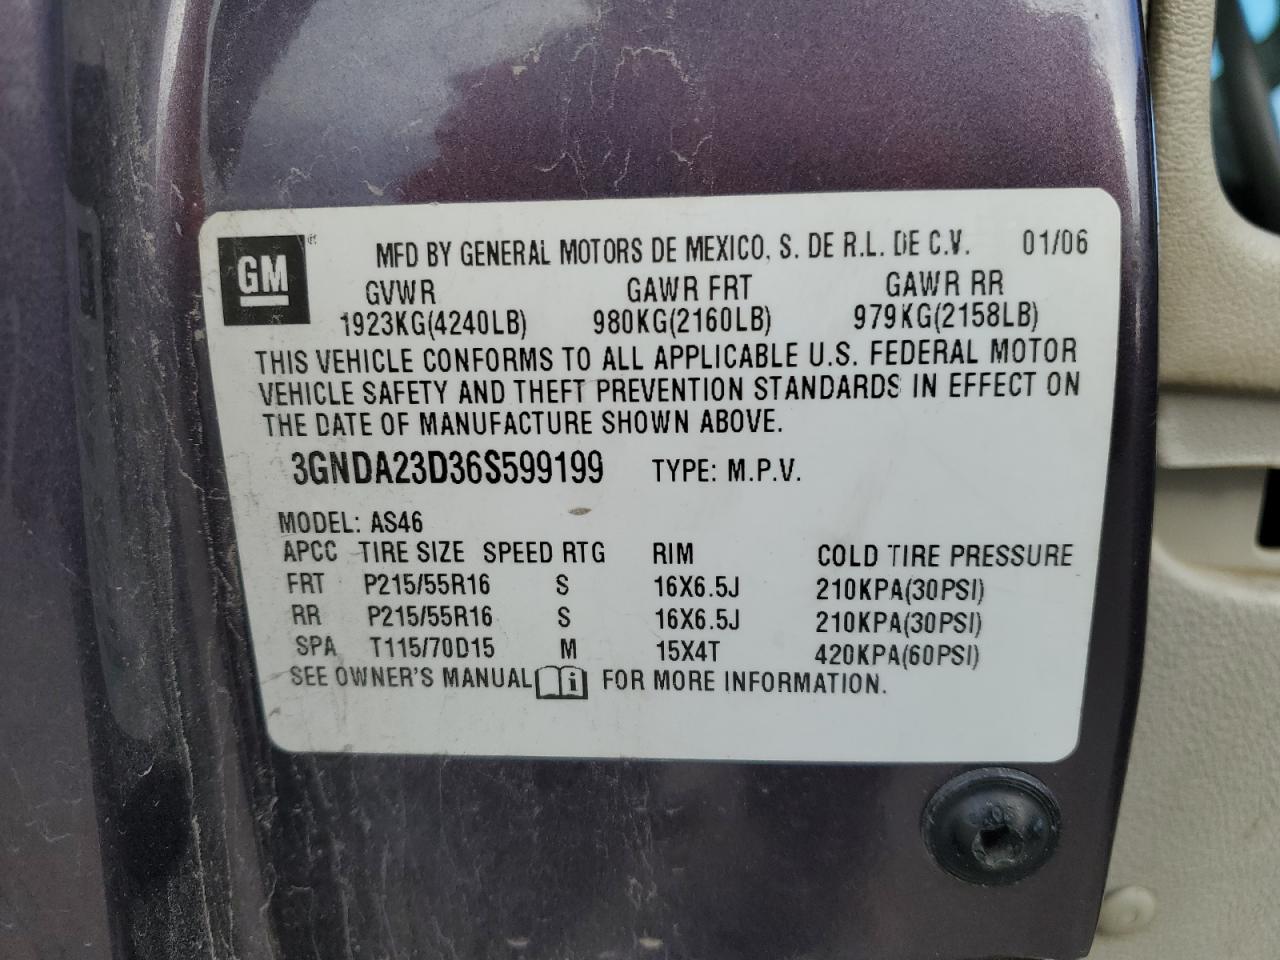 GM ® MFD BY GENERAL MOTORS DE MEXICO, S. DE R.L. DE C.V. 01/06
GVWR GAWR FRT GAWR RR
1923KG(4240LB) 980KG(2160LB) 979KG(2158LB)
THIS VEHICLE CONFORMS TO ALL APPLICABLE U.S. FEDERAL MOTOR
VEHICLE SAFETY AND THEFT PREVENTION STANDARDS IN EFFECT ON
THE DATE OF MANUFACTURE SHOWN ABOVE.
3GNDA23D36S599199 TYPE: M.P.V.
MODEL: AS46
APCC TIRE SIZE SPEED RTG RIM COLD TIRE PRESSURE
FRT P215/55R16 S 16X6.5J 210KPA(30PSI)
RR P215/55R16 S 16X6.5J 210KPA(30PSI)
SPA T115/70D15 M 15X4T 420KPA(60PSI)
SEE OWNER'S MANUAL i FOR MORE INFORMATION.